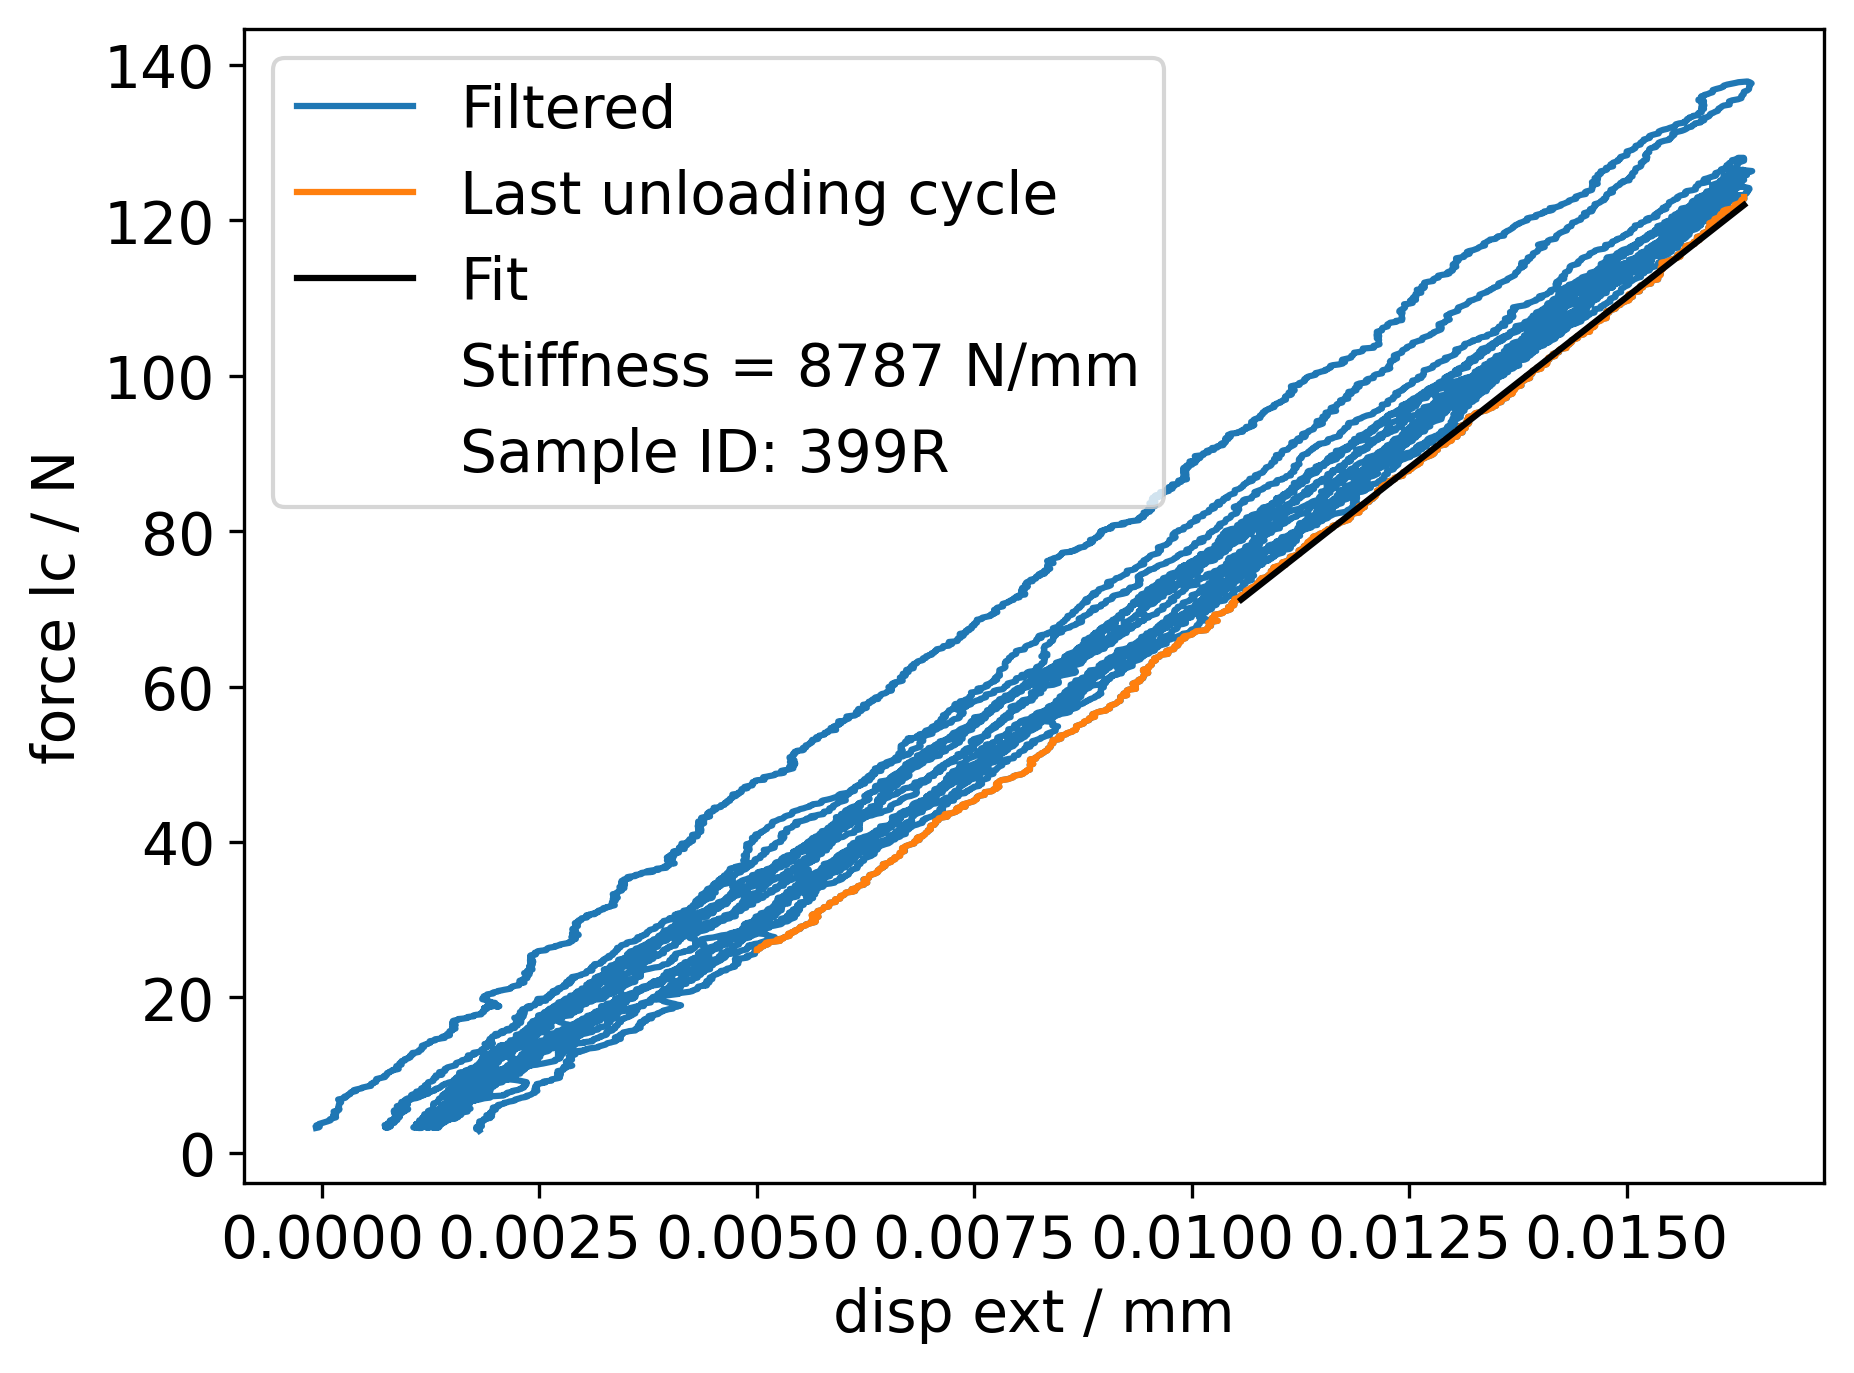 140
120
100
80
60
40
20
0
force lc / N
Filtered
Last unloading cycle
Fit
Stiffness = 8787 N/mm
Sample ID: 399R
0.0000 0.0025 0.0050 0.0075 0.0100 0.0125 0.0150
disp ext / mm